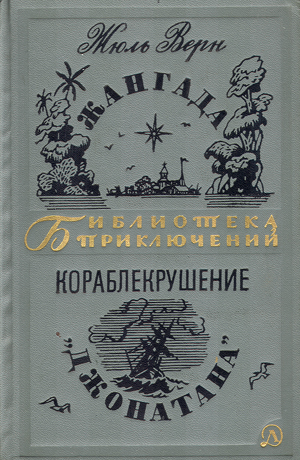 Жюль Верн
ЖАНГАДА
БИБЛИОТЕКА
ПРИКЛЮЧЕНИЙ
КОРАБЛЕКРУШЕНИЕ
"ДЖОНАТАНА"